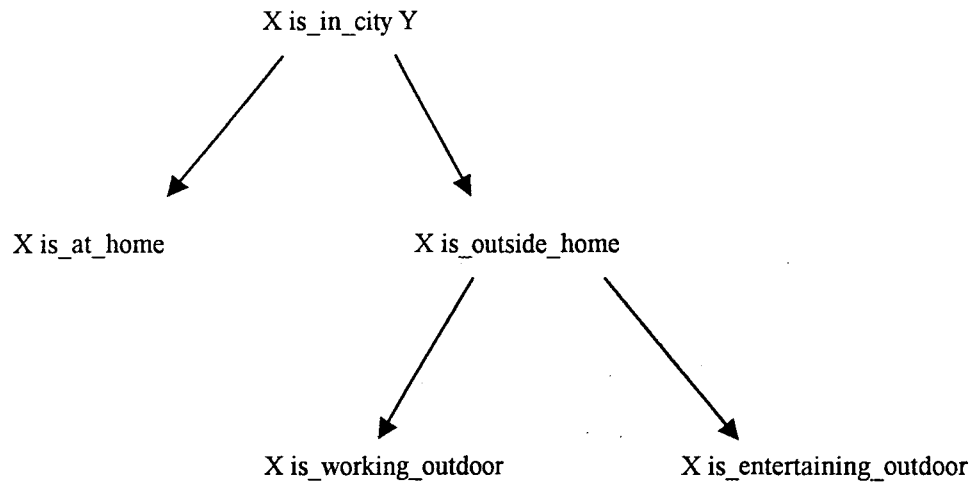 X is_in_city Y
X is_at_home
X is_outside_home
X is_working_outdoor
X is_entertaining_outdoor